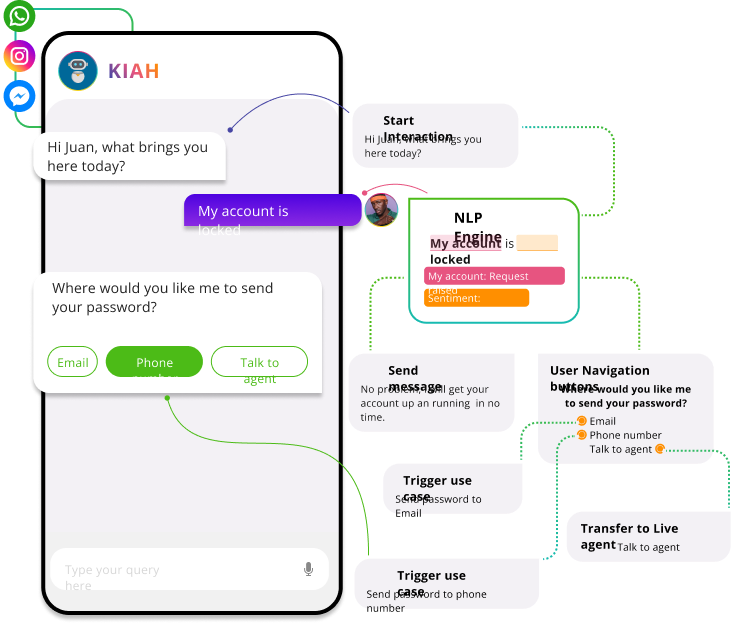 KIAH
Hi Juan, what brings you
here today?
My account is
locked
Where would you like me to send
your password?
Email
Phone
number
Talk to
agent
Type your query
here
Start
Interaction
Hi Juan, what brings you
here today?
NLP
Engine
My account is
locked
My account: Request
raised
Sentiment:
Send
message
No problem, I will get your
account up an running in no
time.
User Navigation
buttons
Where would you like me
to send your password?
Email
Phone number
Talk to agent
Trigger use
case
Send password to
Email
Transfer to Live
agent
Talk to agent
Trigger use
case
Send password to phone
number